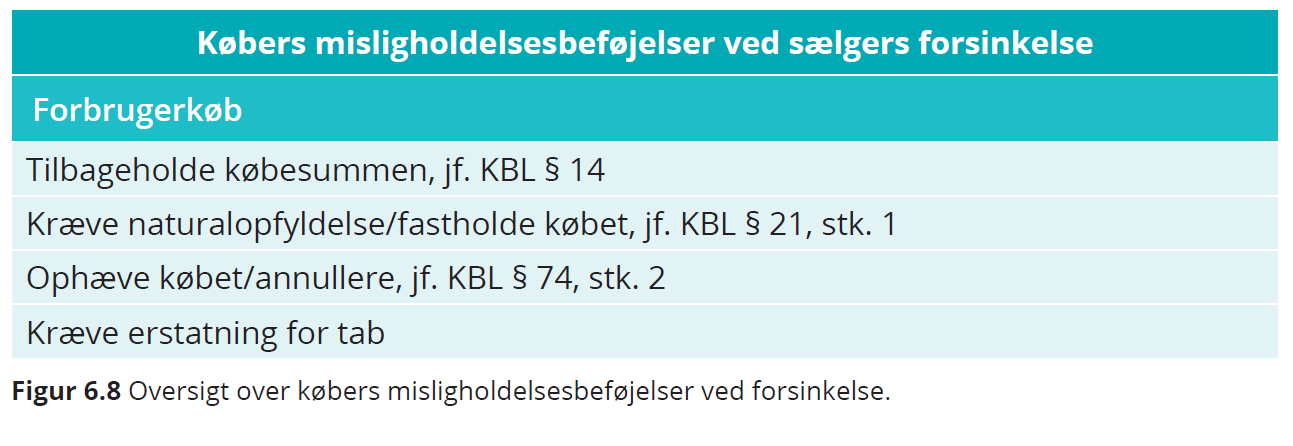 Købers misligholdelsesbeføjelser ved sælgers forsinkelse
Forbrugerkøb
Tilbageholde købesummen, jf. KBL § 14
Kræve naturalopfyldelse/fastholde købet, jf. KBL § 21, stk. 1
Ophæve købet/annullere, jf. KBL § 74, stk. 2
Kræve erstatning for tab
Figur 6.8 Oversigt over købers misligholdelsesbeføjelser ved forsinkelse.